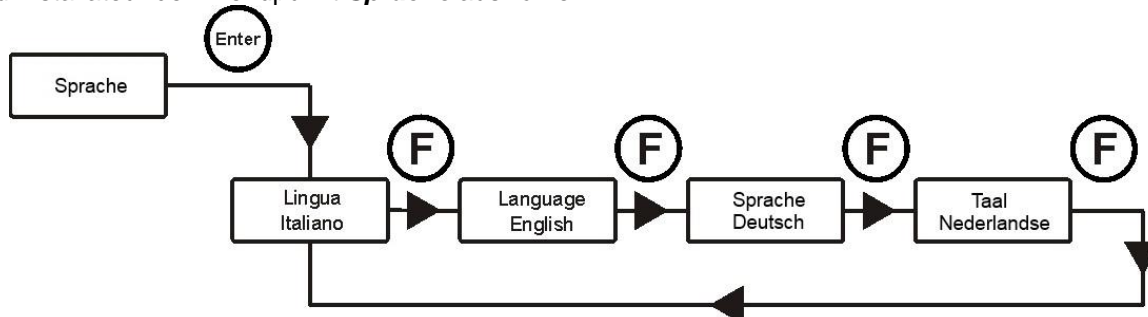 Enter
Sprache
F
F
F
F
Lingua
Italiano
Language
English
Sprache
Deutsch
Taal
Nederlandse